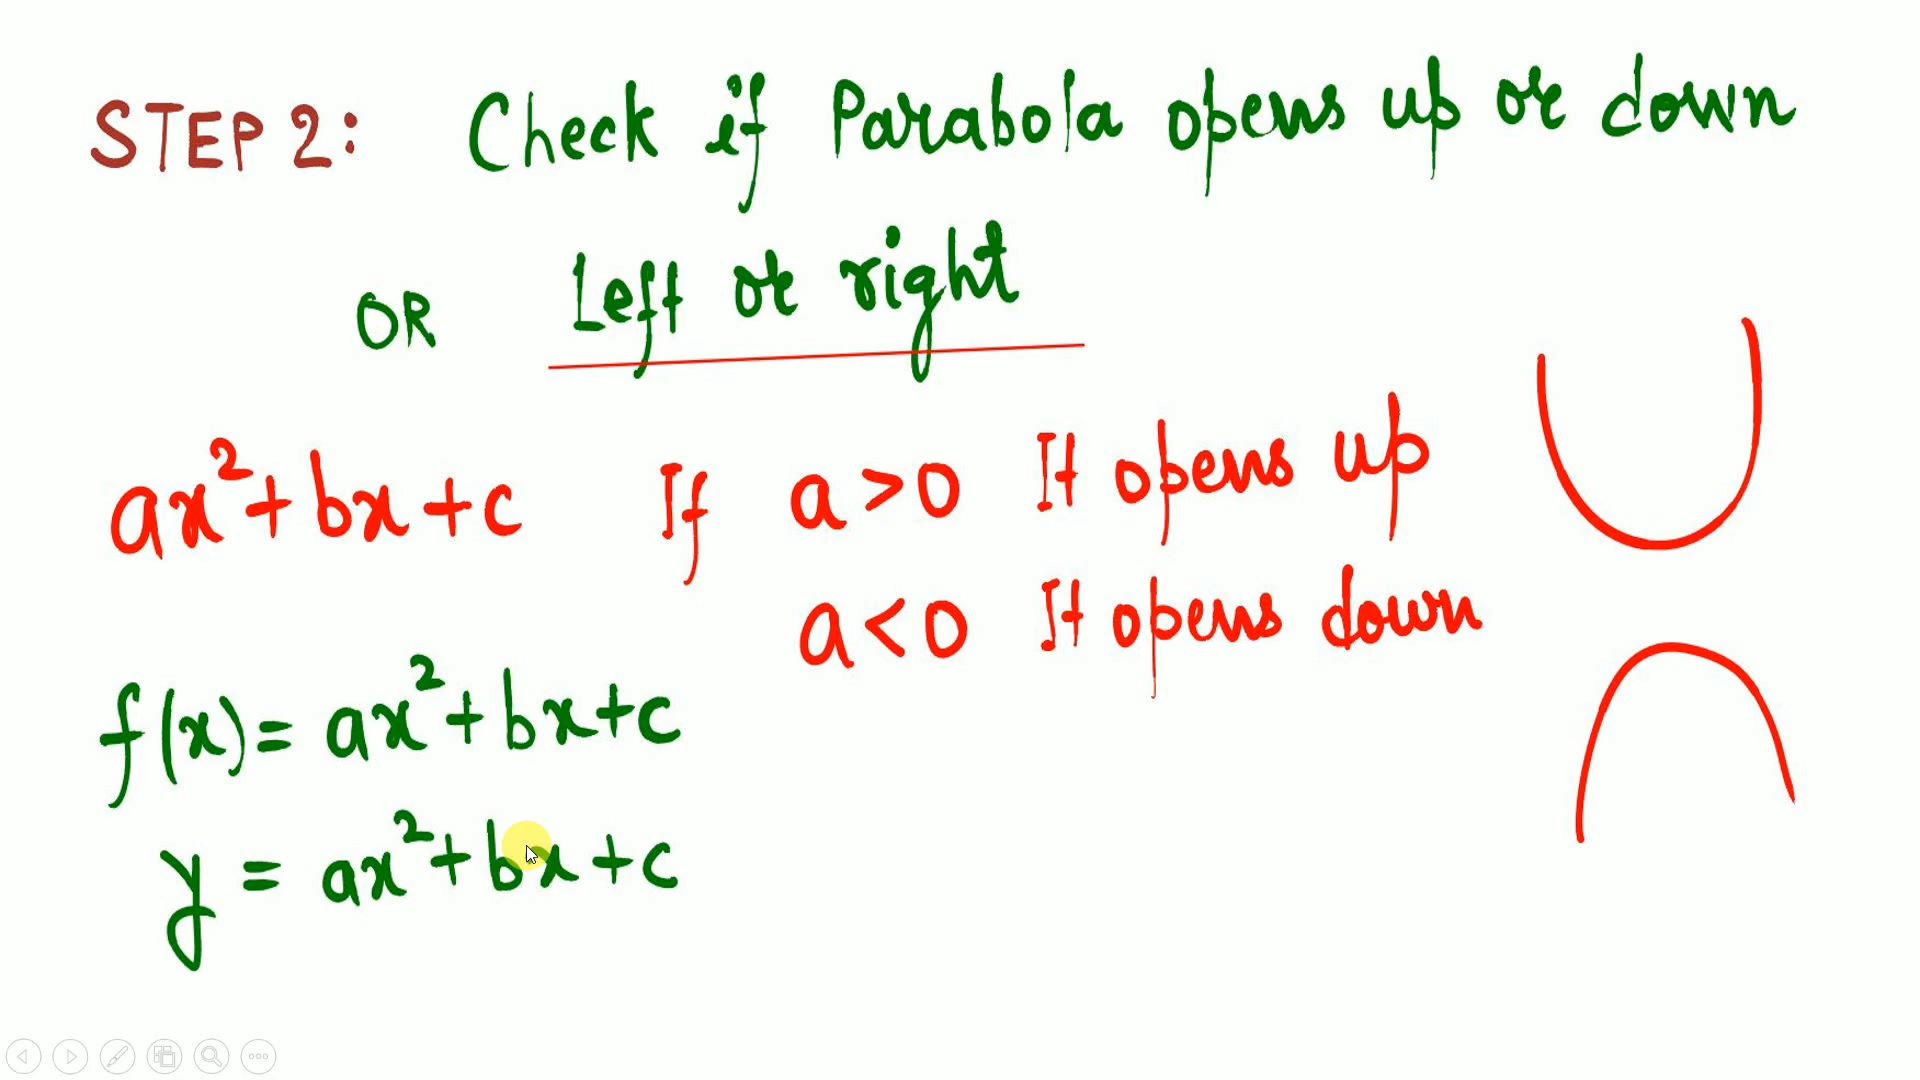 STEP 2: Check if Parabola opens up or down
OR Left or right
ax²+bx+c If a>0 It opens up
a<0 It opens down
f(x)= ax²+bx+c
y = ax²+bx+c